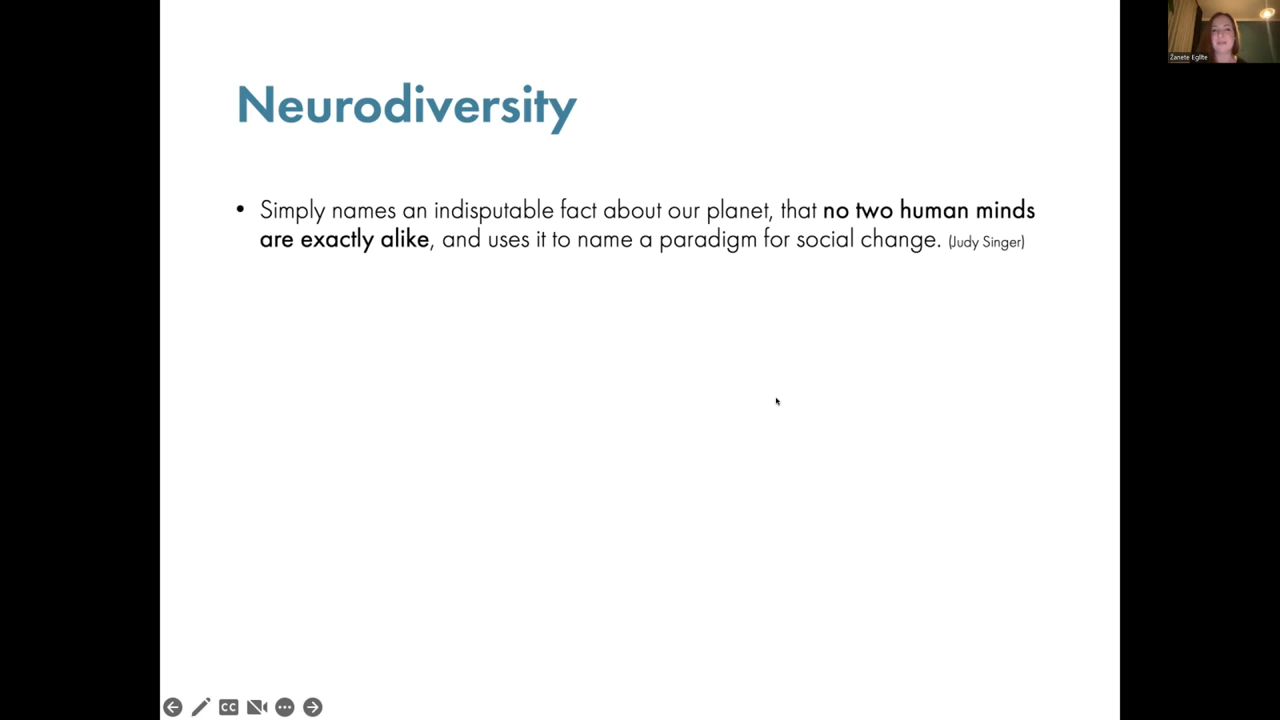 Neurodiversity
• Simply names an indisputable fact about our planet, that no two human minds
are exactly alike, and uses it to name a paradigm for social change. (Judy Singer)
Zanete Eglite
CC